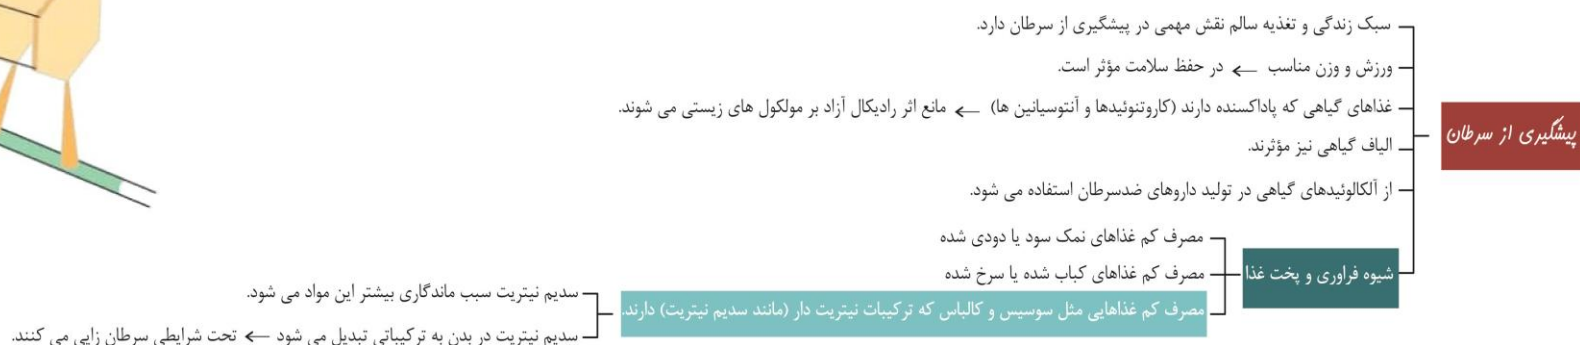 پیشگیری از سرطان
سبک زندگی و تغذیه سالم نقش مهمی در پیشگیری از سرطان دارد.
ورزش و وزن مناسب ← در حفظ سلامت مؤثر است.
غذاهای گیاهی که پاداکسنده دارند (کاروتنوئیدها و آنتوسیانین ها) ← مانع اثر رادیکال آزاد بر مولکول های زیستی می شوند.
الیاف گیاهی نیز مؤثرند.
از آلکالوئیدهای گیاهی در تولید داروهای ضدسرطان استفاده می شود.
شیوه فراوری و پخت غذا
مصرف کم غذاهای نمک سود یا دودی شده
مصرف کم غذاهای کباب شده یا سرخ شده
مصرف کم غذاهایی مثل سوسیس و کالباس که ترکیبات نیتریت دار (مانند سدیم نیتریت) دارند.
سدیم نیتریت سبب ماندگاری بیشتر این مواد می شود.
سدیم نیتریت در بدن به ترکیباتی تبدیل می شود ← تحت شرایطی سرطان زایی می کنند.